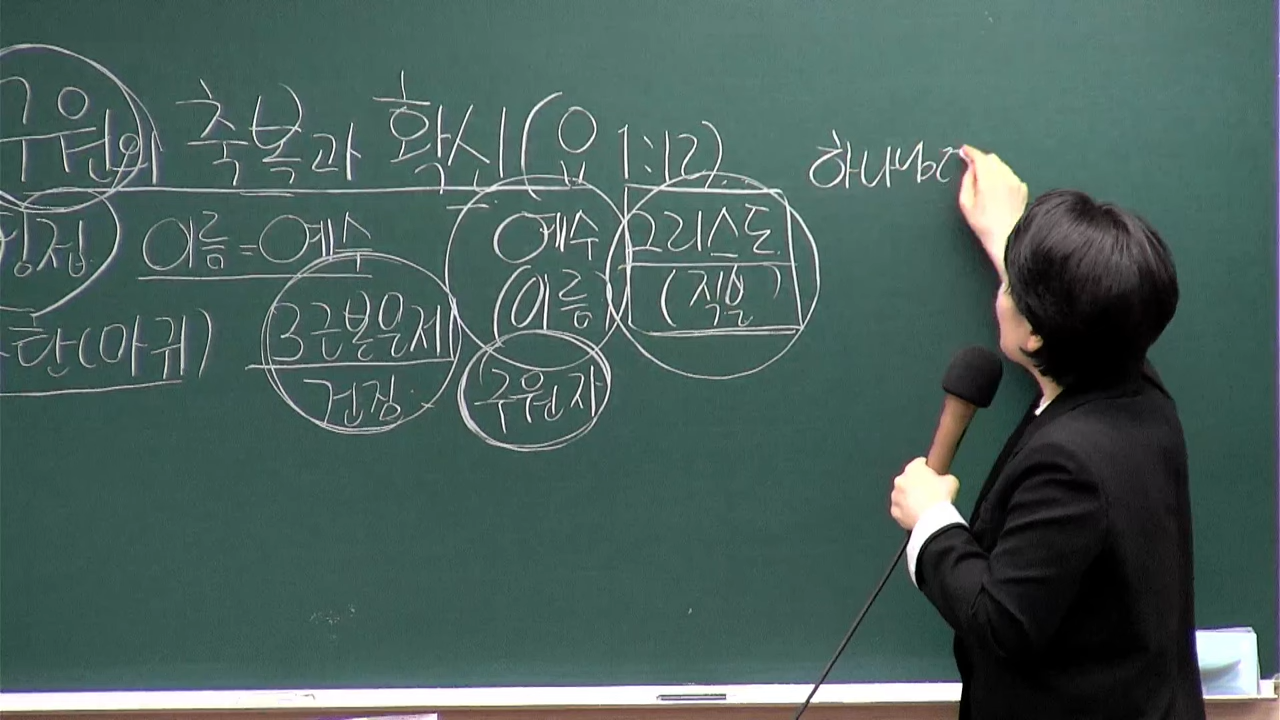 구원의 축복과 확신(요 1:12)
하나님
영접 이름=예수 예수 그리스도
(이름) (직분)
탄(마귀) 3근본문제
건짐 구원자